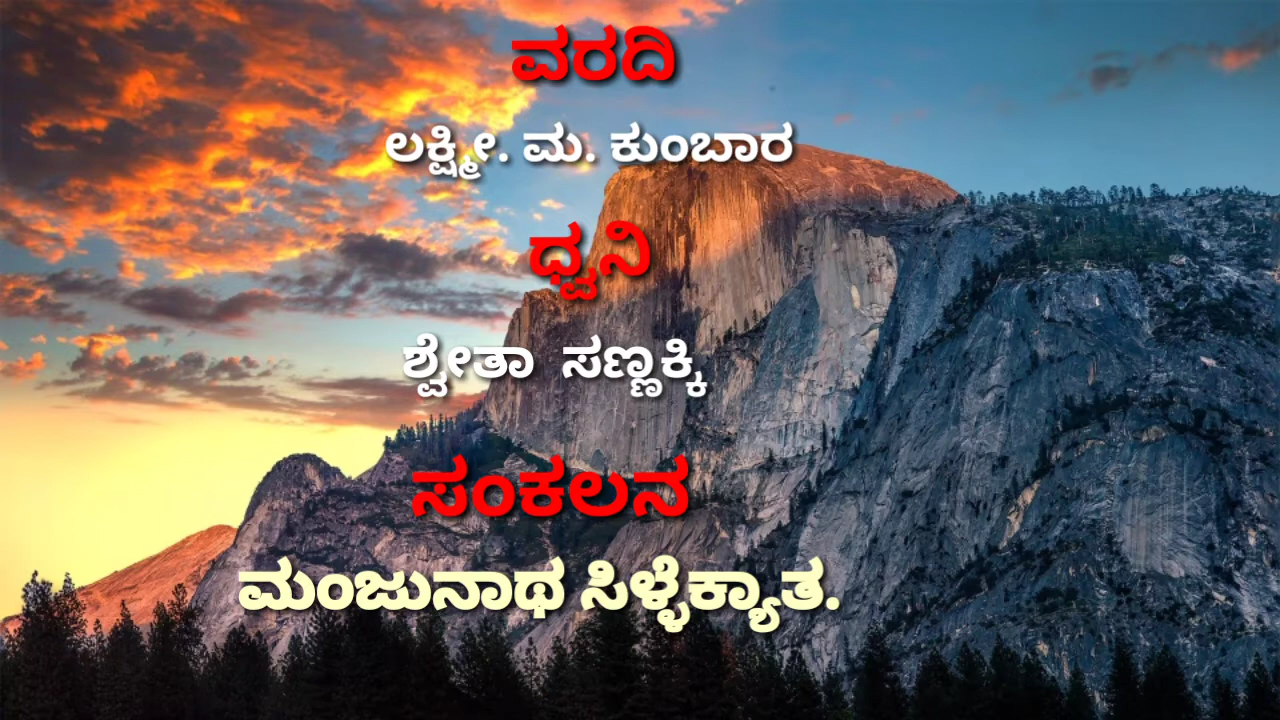 ವರದಿ
ಲಕ್ಷ್ಮೀ. ಮ. ಕುಂಬಾರ
ಧ್ವನಿ
ಶ್ವೇತಾ ಸಣ್ಣಕ್ಕಿ
ಸಂಕಲನ
ಮಂಜುನಾಥ ಸಿಳ್ಳೆಕ್ಯಾತ.